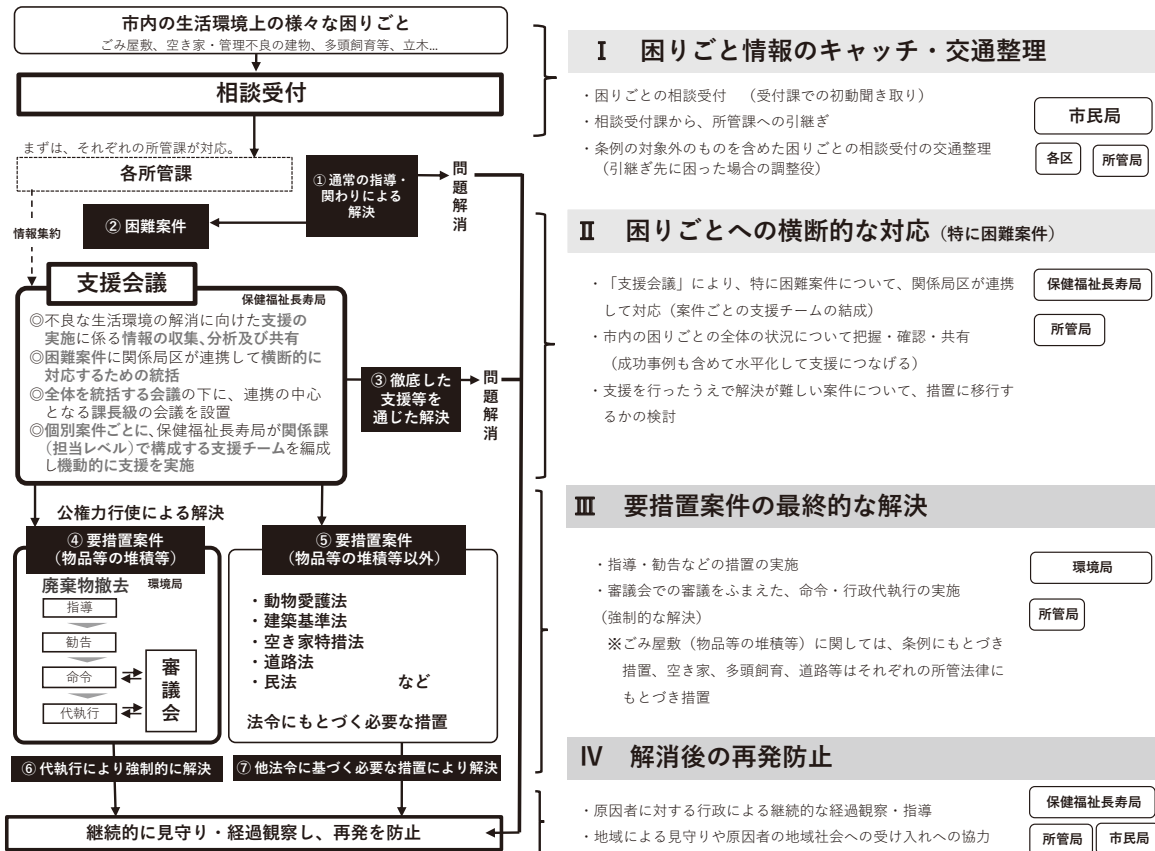 市内の生活環境上の様々な困りごと
ごみ屋敷、空き家・管理不良の建物、多頭飼育等、立木...
相談受付
まずは、それぞれの所管課が対応。
各所管課
①通常の指導・
関わりによる
解決
問題解消
②困難案件
情報集約
支援会議
保健福祉長寿局
◎不良な生活環境の解消に向けた支援の
実施に係る情報の収集、分析及び共有
◎困難案件に関係局区が連携して横断的に
対応するための統括
◎全体を統括する会議の下に、連携の中心
となる課長級の会議を設置
◎個別案件ごとに、保健福祉長寿局が関係課
(担当レベル)で構成する支援チームを編成
し機動的に支援を実施
③徹底した
支援等を
通じた解決
問題解消
公権力行使による解決
④要措置案件
(物品等の堆積等)
廃棄物撤去 環境局
指導
勧告
命令
代執行
審議会
⑤要措置案件
(物品等の堆積等以外)
・動物愛護法
・建築基準法
・空き家特措法
・道路法
・民法 など
法令にもとづく必要な措置
⑥代執行により強制的に解決
⑦他法令に基づく必要な措置により解決
継続的に見守り・経過観察し、再発を防止
Ⅰ 困りごと情報のキャッチ・交通整理
・困りごとの相談受付 (受付課での初動聞き取り)
・相談受付課から、所管課への引継ぎ
・条例の対象外のものを含めた困りごとの相談受付の交通整理
(引継ぎ先に困った場合の調整役)
市民局
各区
所管局
Ⅱ 困りごとへの横断的な対応(特に困難案件)
・「支援会議」により、特に困難案件について、関係局区が連携
して対応(案件ごとの支援チームの結成)
・市内の困りごとの全体の状況について把握・確認・共有
(成功事例も含めて水平化して支援につなげる)
・支援を行ったうえで解決が難しい案件について、措置に移行す
るかの検討
保健福祉長寿局
所管局
Ⅲ 要措置案件の最終的な解決
・指導・勧告などの措置の実施
・審議会での審議をふまえた、命令・行政代執行の実施
(強制的な解決)
※ごみ屋敷(物品等の堆積等)に関しては、条例にもとづき
措置、空き家、多頭飼育、道路等はそれぞれの所管法律に
もとづき措置
環境局
所管局
Ⅳ 解消後の再発防止
・原因者に対する行政による継続的な経過観察・指導
・地域による見守りや原因者の地域社会への受け入れへの協力
保健福祉長寿局
所管局
市民局